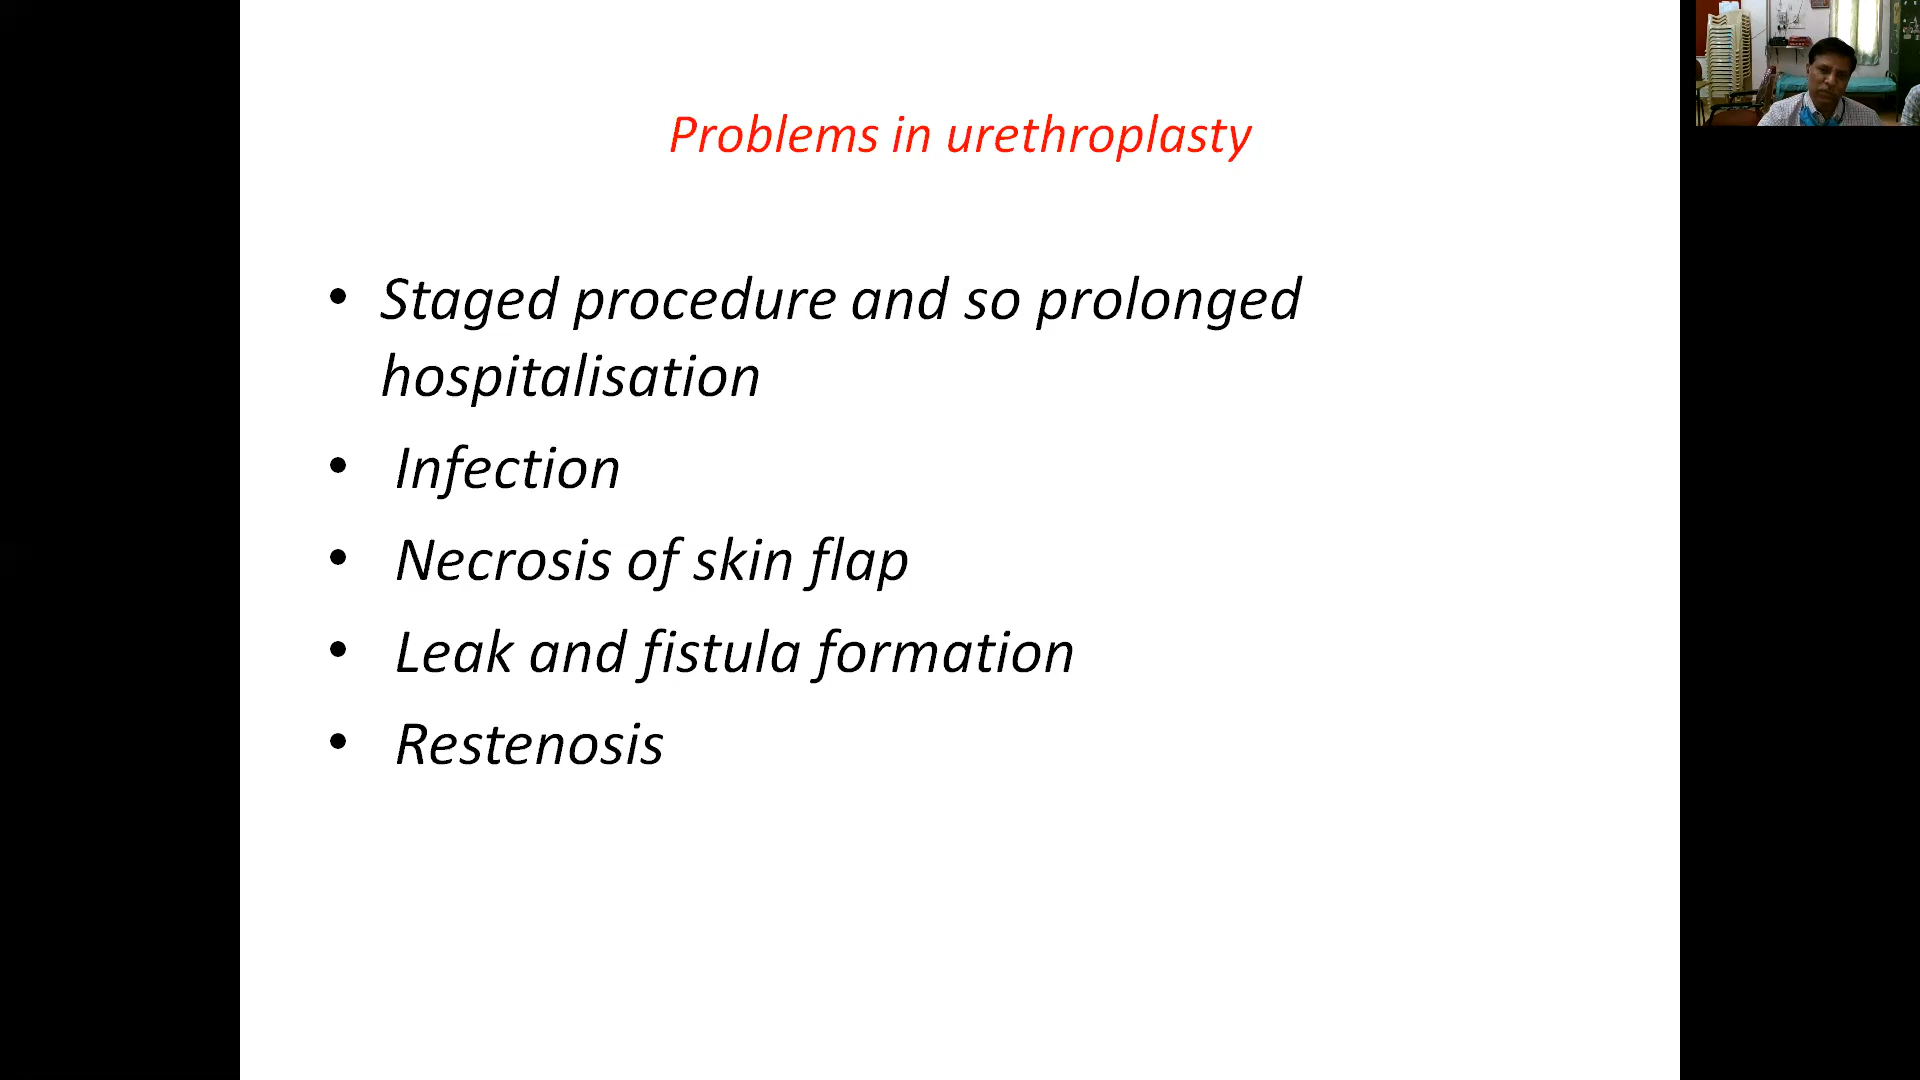 Problems in urethroplasty
• Staged procedure and so prolonged
hospitalisation
• Infection
• Necrosis of skin flap
• Leak and fistula formation
• Restenosis